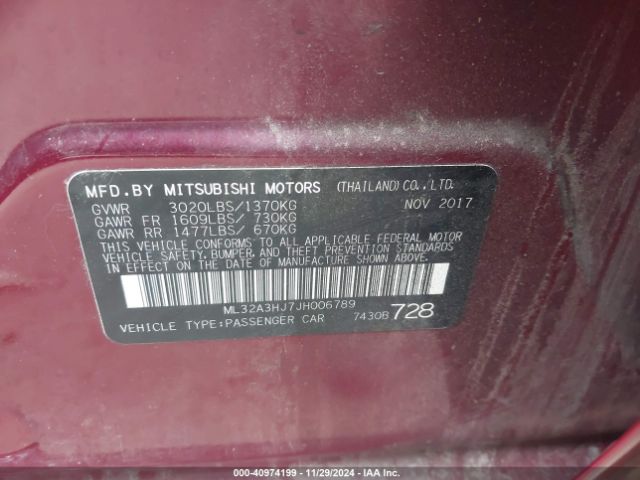 MFD.BY MITSUBISHI MOTORS (THAILAND)CO.,LTD.
GVWR 3020LBS/1370KG NOV 2017
GAWR FR 1609LBS/ 730KG
GAWR RR 1477LBS/ 670KG
THIS VEHICLE CONFORMS TO ALL APPLICABLE FEDERAL MOTOR
VEHICLE SAFETY,BUMPER, AND THEFT PREVENTION STANDARDS
IN EFFECT ON THE DATE OF MANUFACTURE SHOWN ABOVE.
ML32A3HJ7JH006789
VEHICLE TYPE:PASSENGER CAR 7430B 728
000-40974199 | 11/29/2024 - IAAI.com